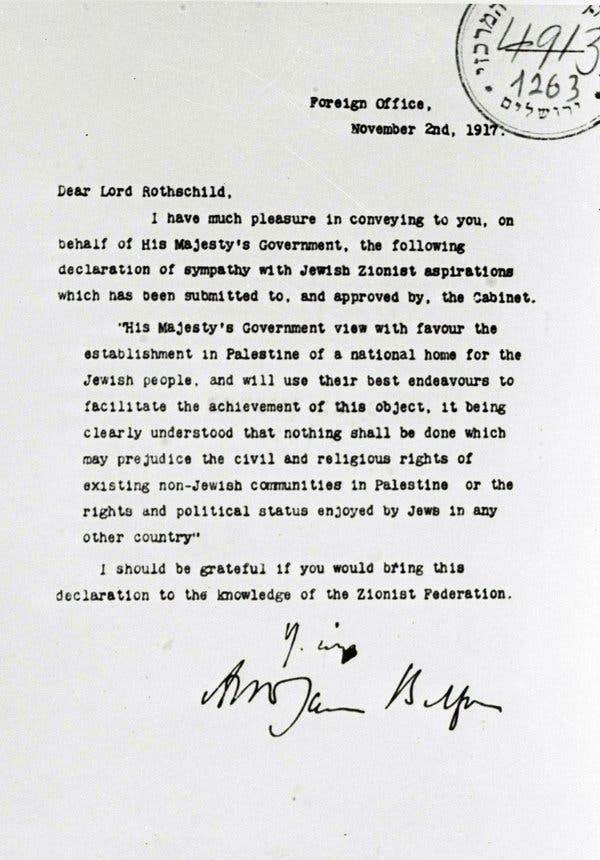 המרכזי
4913
1263
ירושלים
Foreign Office,
November 2nd, 1917.
Dear Lord Rothschild,
I have much pleasure in conveying to you, on
behalf of His Majesty's Government, the following
declaration of sympathy with Jewish Zionist aspirations
which has been submitted to, and approved by, the Cabinet.
"His Majesty's Government view with favour the
establishment in Palestine of a national home for the
Jewish people, and will use their best endeavours to
facilitate the achievement of this object, it being
clearly understood that nothing shall be done which
may prejudice the civil and religious rights of
existing non-Jewish communities in Palestine or the
rights and political status enjoyed by Jews in any
other country"
I should be grateful if you would bring this
declaration to the knowledge of the Zionist Federation.
Arthur James Balfour